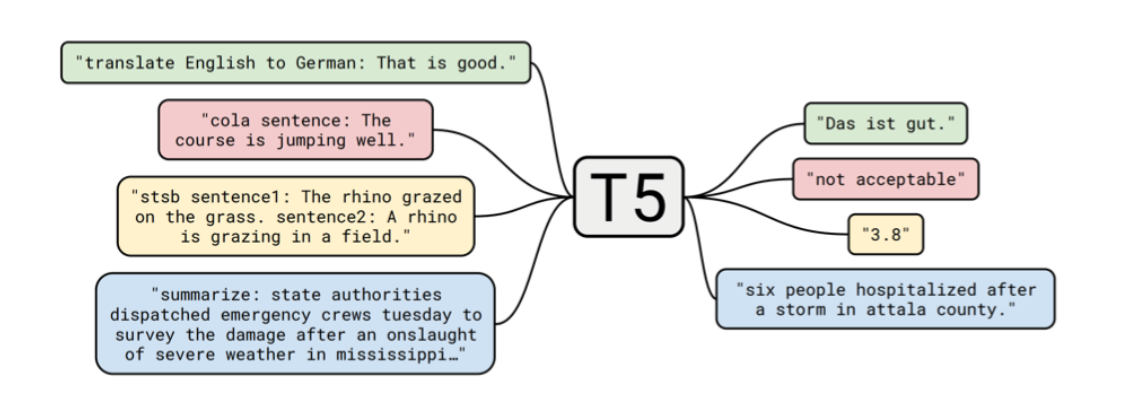 "translate English to German: That is good."
"cola sentence: The
course is jumping well."
"stsb sentence1: The rhino grazed
on the grass. sentence2: A rhino
is grazing in a field."
"summarize: state authorities
dispatched emergency crews tuesday to
survey the damage after an onslaught
of severe weather in mississippi…"
T5
"Das ist gut."
"not acceptable"
"3.8"
"six people hospitalized after
a storm in attala county."